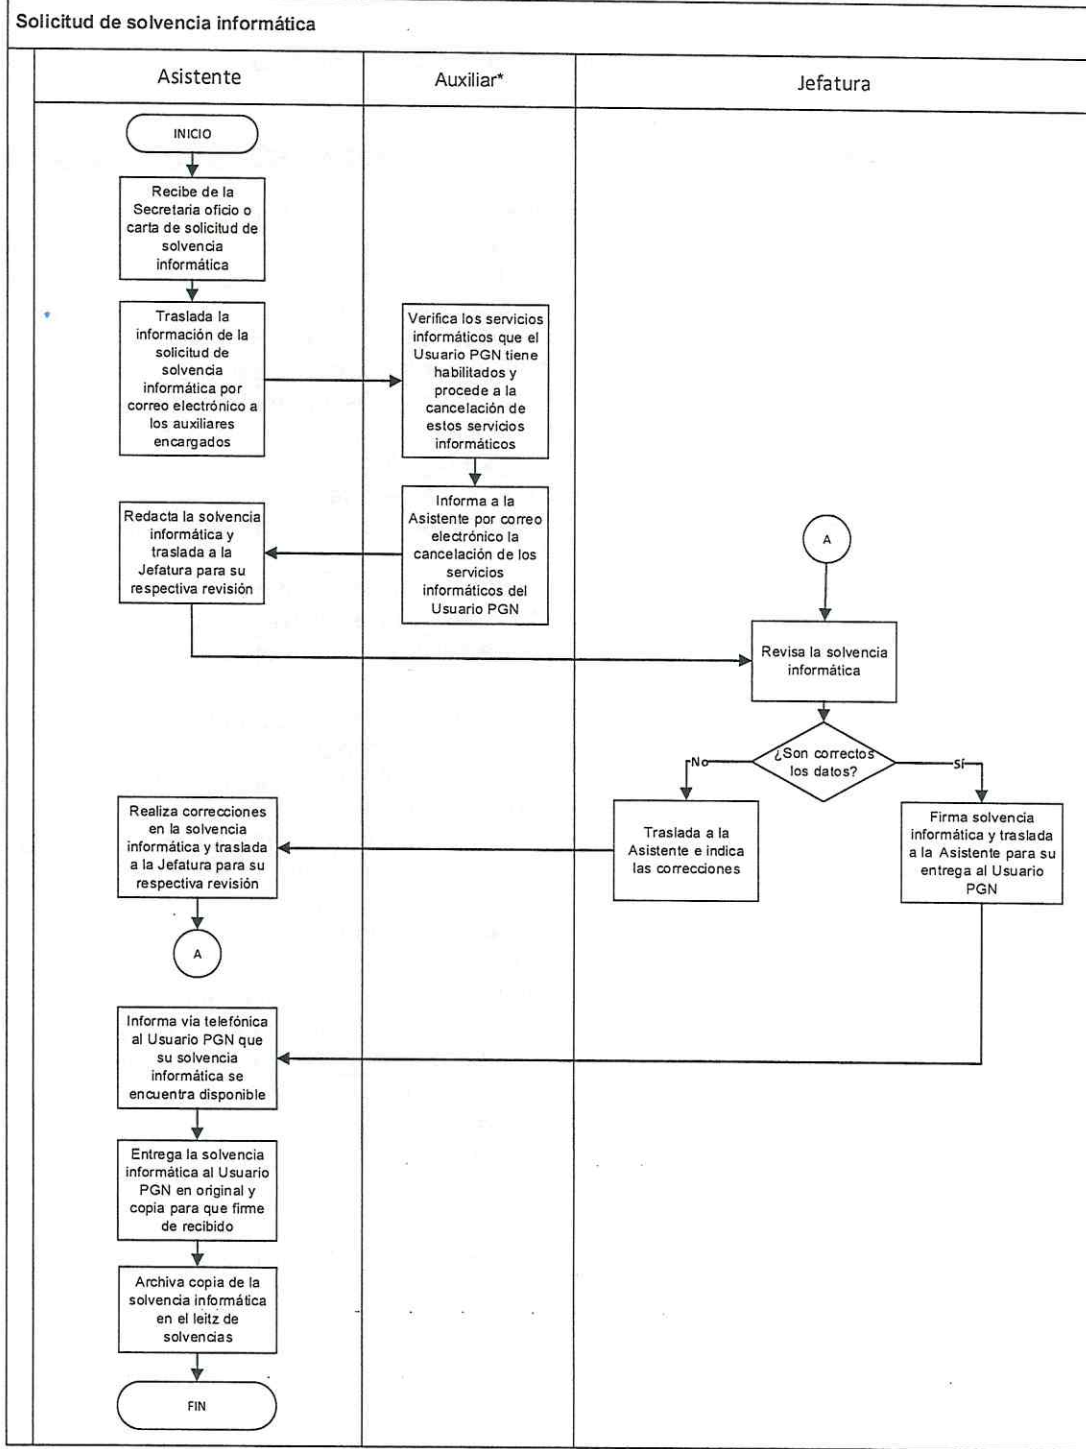 Solicitud de solvencia informática
Asistente
Auxiliar*
Jefatura
INICIO
Recibe de la
Secretaria oficio o
carta de solicitud de
solvencia
informática
Traslada la
información de la
solicitud de
solvencia
informática por
correo electrónico a
los auxiliares
encargados
Verifica los servicios
informáticos que el
Usuario PGN tiene
habilitados y
procede a la
cancelación de
estos servicios
informáticos
Informa a la
Asistente por correo
electrónico la
cancelación de los
servicios
informáticos del
Usuario PGN
Redacta la solvencia
informática y
traslada a la
Jefatura para su
respectiva revisión
A
Revisa la solvencia
informática
¿Son correctos
los datos?
No
Sí
Traslada a la
Asistente e indica
las correcciones
Firma solvencia
informática y traslada
a la Asistente para su
entrega al Usuario
PGN
Realiza correcciones
en la solvencia
informática y traslada
a la Jefatura para su
respectiva revisión
A
Informa vía telefónica
al Usuario PGN que
su solvencia
informática se
encuentra disponible
Entrega la solvencia
informática al Usuario
PGN en original y
copia para que firme
de recibido
Archiva copia de la
solvencia informática
en el leitz de
solvencias
FIN